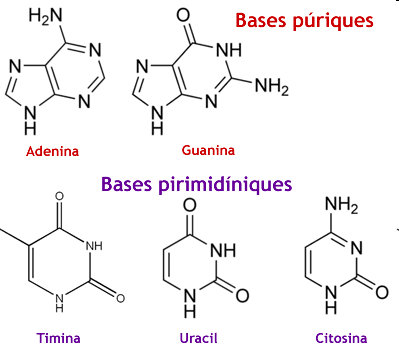 Bases púriques
H₂N
N
N
N
N
H
O
N
NH
N
N
H
NH₂
Adenina
Guanina
Bases pirimidíniques
O
NH
N
H
O
O
NH
N
H
O
NH₂
N
N
H
O
Timina
Uracil
Citosina